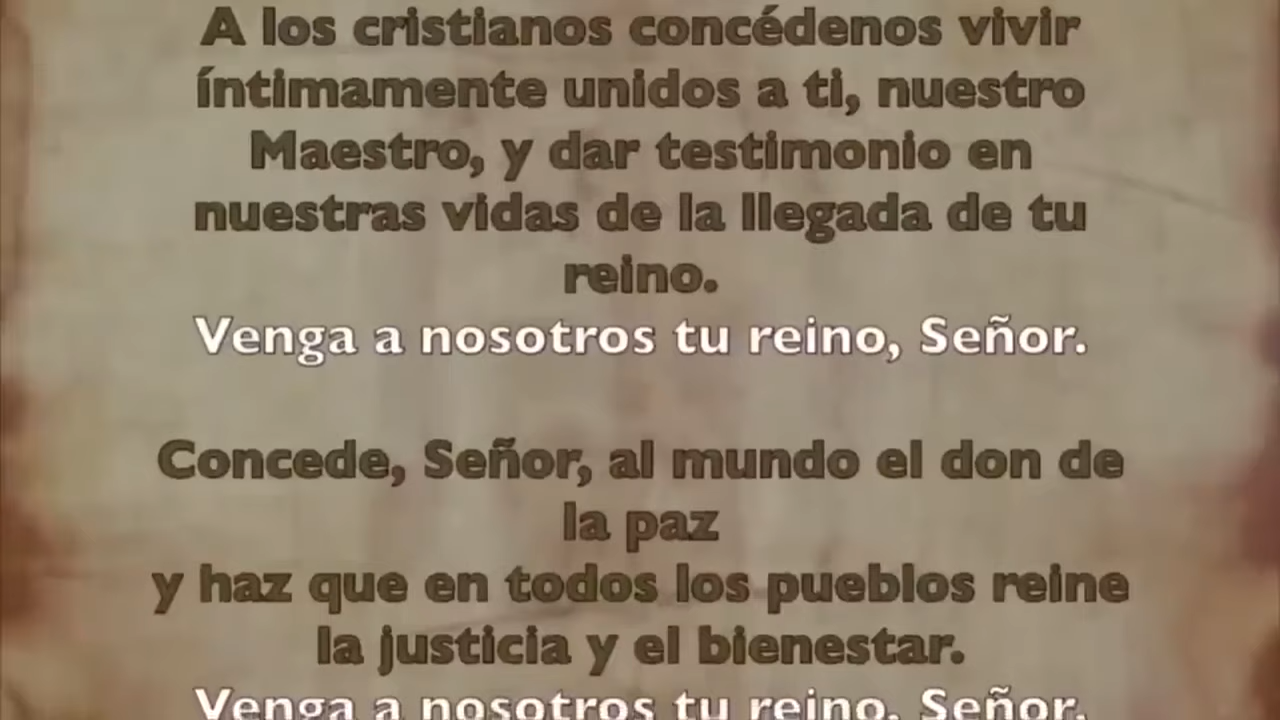 A los cristianos concédenos vivir
íntimamente unidos a ti, nuestro
Maestro, y dar testimonio en
nuestras vidas de la llegada de tu
reino.
Venga a nosotros tu reino, Señor.
Concede, Señor, al mundo el don de
la paz
y haz que en todos los pueblos reine
la justicia y el bienestar.
Venga a nosotros tu reino, Señor.